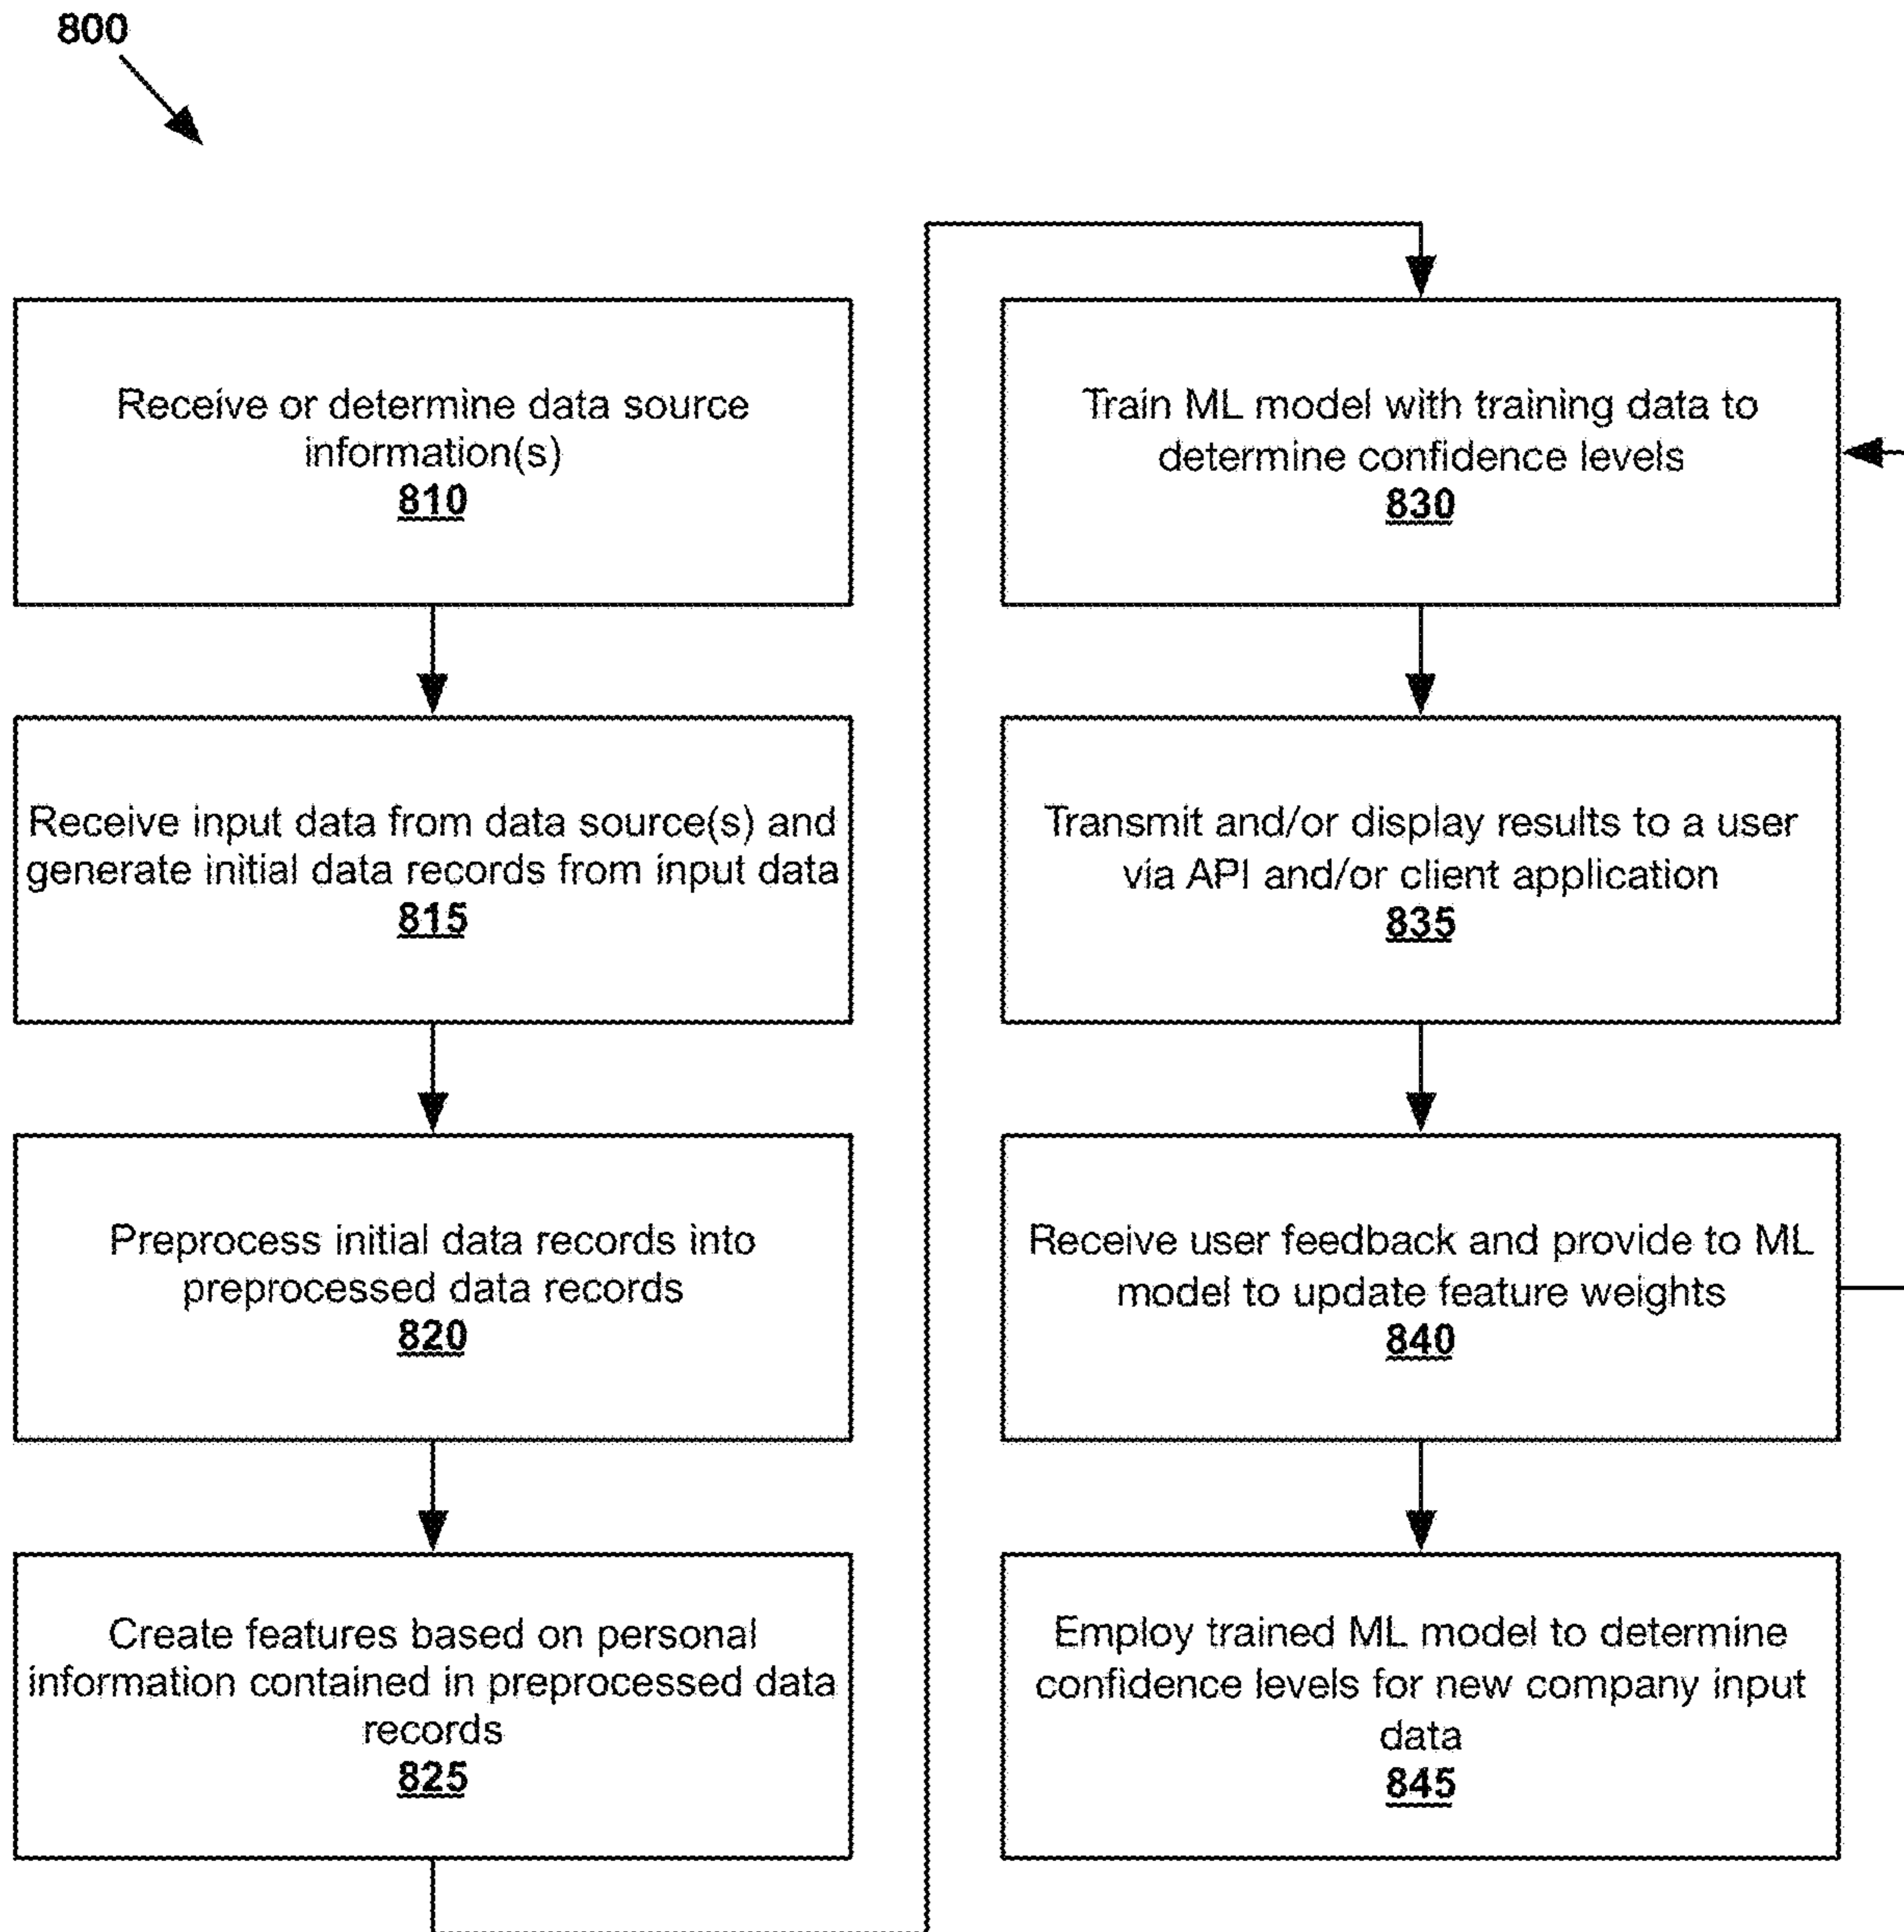 800
Receive or determine data source
information(s)
810
Receive input data from data source(s) and
generate initial data records from input data
815
Preprocess initial data records into
preprocessed data records
820
Create features based on personal
information contained in preprocessed data
records
825
Train ML model with training data to
determine confidence levels
830
Transmit and/or display results to a user
via API and/or client application
835
Receive user feedback and provide to ML
model to update feature weights
840
Employ trained ML model to determine
confidence levels for new company input
data
845